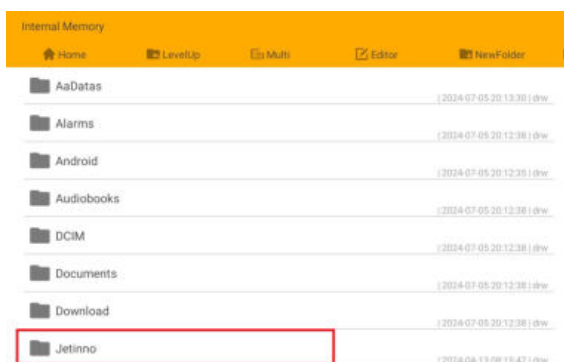 Internal Memory
Home LevelUp Multi Editor NewFolder
AaDatas
| 2024-07-05 20:13:30 | drw
Alarms
| 2024-07-05 20:12:38 | drw
Android
| 2024-07-05 20:12:35 | drw
Audiobooks
| 2024-07-05 20:12:38 | drw
DCIM
| 2024-07-05 20:12:38 | drw
Documents
| 2024-07-05 20:12:38 | drw
Download
| 2024-07-05 20:12:38 | drw
Jetinno